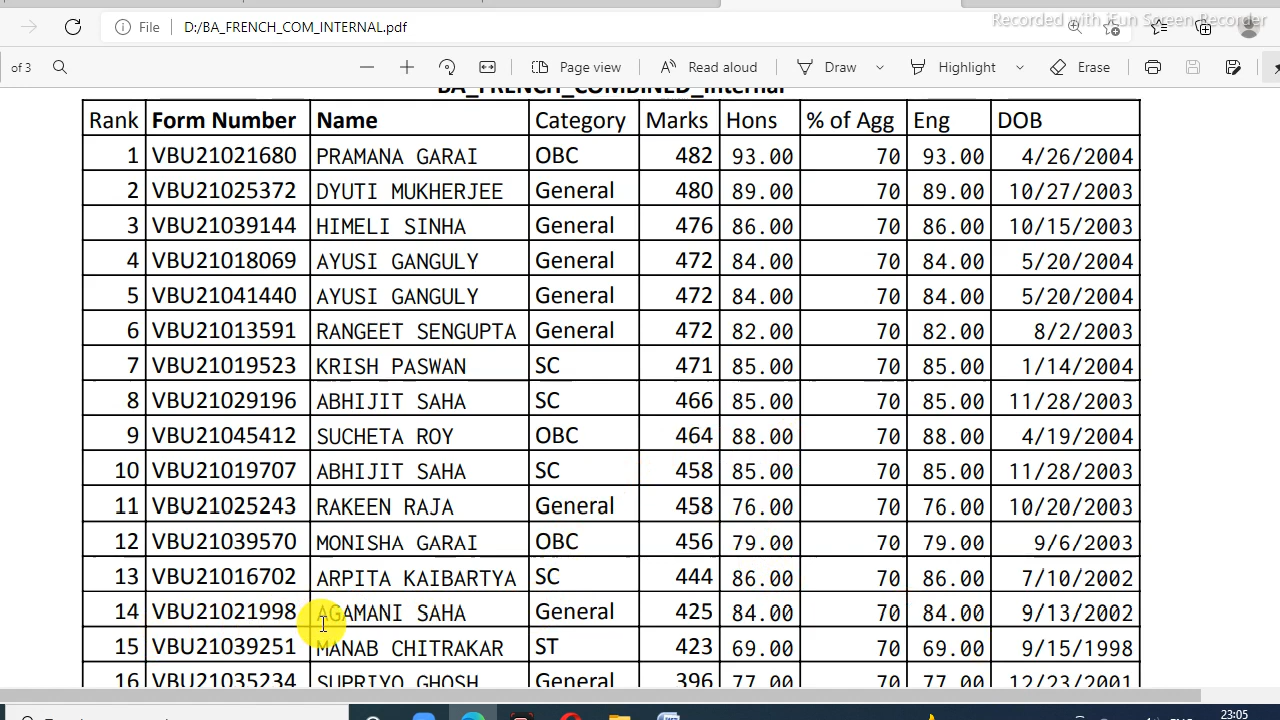 Recorded with iFun Screen Recorder
File D:/BA_FRENCH_COM_INTERNAL.pdf
of 3 Page view Read aloud Draw Highlight Erase
BA_FRENCH_COMBINED_Internal
Rank Form Number Name Category Marks Hons % of Agg Eng DOB
1 VBU21021680 PRAMANA GARAI OBC 482 93.00 70 93.00 4/26/2004
2 VBU21025372 DYUTI MUKHERJEE General 480 89.00 70 89.00 10/27/2003
3 VBU21039144 HIMELI SINHA General 476 86.00 70 86.00 10/15/2003
4 VBU21018069 AYUSI GANGULY General 472 84.00 70 84.00 5/20/2004
5 VBU21041440 AYUSI GANGULY General 472 84.00 70 84.00 5/20/2004
6 VBU21013591 RANGEET SENGUPTA General 472 82.00 70 82.00 8/2/2003
7 VBU21019523 KRISH PASWAN SC 471 85.00 70 85.00 1/14/2004
8 VBU21029196 ABHIJIT SAHA SC 466 85.00 70 85.00 11/28/2003
9 VBU21045412 SUCHETA ROY OBC 464 88.00 70 88.00 4/19/2004
10 VBU21019707 ABHIJIT SAHA SC 458 85.00 70 85.00 11/28/2003
11 VBU21025243 RAKEEN RAJA General 458 76.00 70 76.00 10/20/2003
12 VBU21039570 MONISHA GARAI OBC 456 79.00 70 79.00 9/6/2003
13 VBU21016702 ARPITA KAIBARTYA SC 444 86.00 70 86.00 7/10/2002
14 VBU21021998 AGAMANI SAHA General 425 84.00 70 84.00 9/13/2002
15 VBU21039251 MANAB CHITRAKAR ST 423 69.00 70 69.00 9/15/1998
16 VBU21035234 SUPRIYO GHOSH General 396 77.00 70 77.00 12/23/2001
23:05